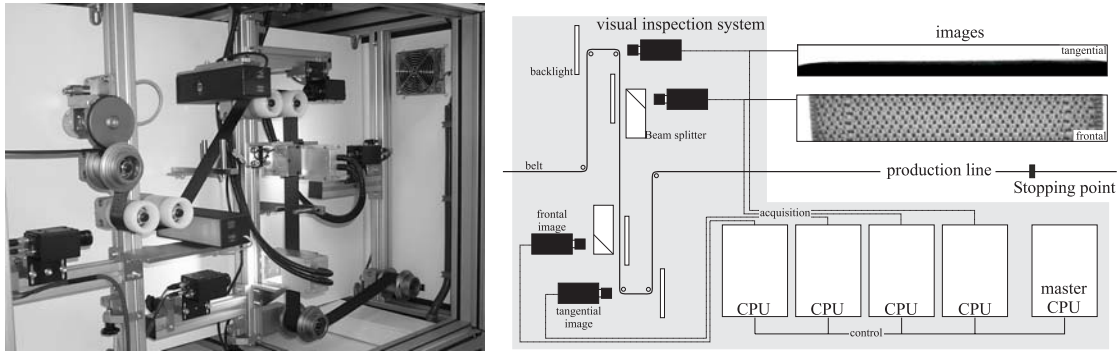 visual inspection system
images
tangential
backlight
frontal
Beam splitter
belt
production line
Stopping point
frontal
image
acquisition
tangential
image
CPU
CPU
CPU
CPU
master
CPU
control